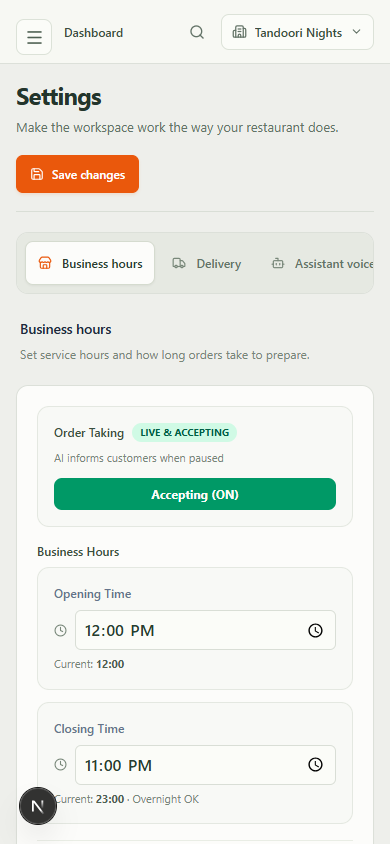 Dashboard
Tandoori Nights
Settings
Make the workspace work the way your restaurant does.
Save changes
Business hours
Delivery
Assistant voice
Business hours
Set service hours and how long orders take to prepare.
Order Taking
LIVE & ACCEPTING
AI informs customers when paused
Accepting (ON)
Business Hours
Opening Time
12:00 PM
Current: 12:00
Closing Time
11:00 PM
Current: 23:00 · Overnight OK
N